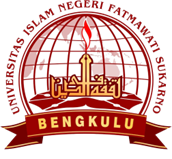 UNIVERSITAS ISLAM NEGERI FATMAWATI SUKARNO
BENGKULU